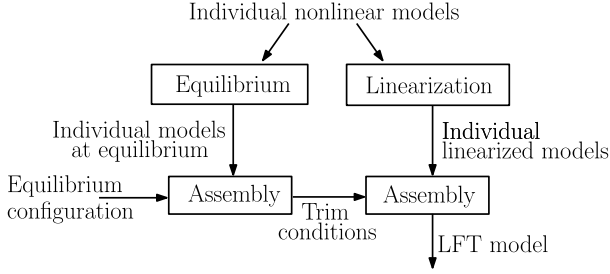 Individual nonlinear models
Equilibrium
Linearization
Individual models
at equilibrium
Individual
linearized models
Equilibrium
configuration
Assembly
Trim
conditions
Assembly
LFT model